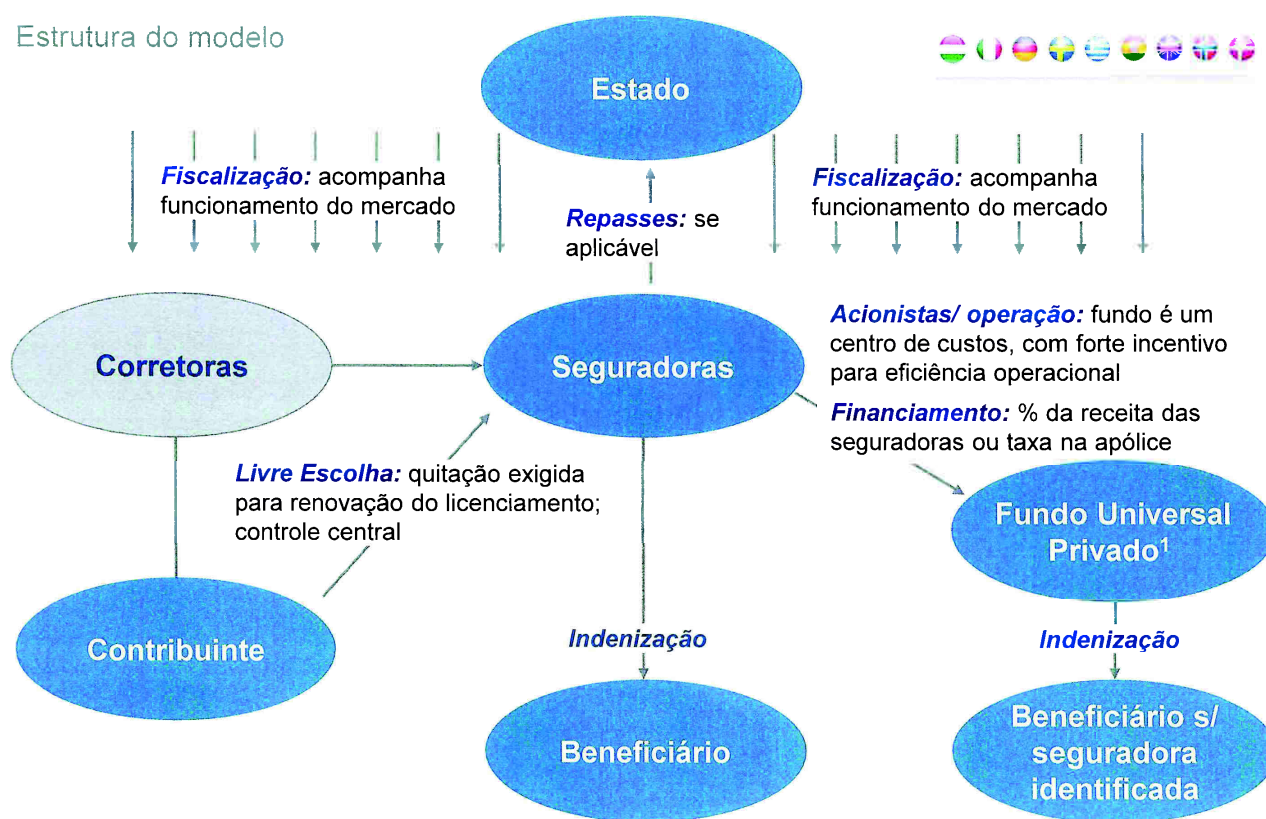 Estrutura do modelo
Estado
Fiscalização: acompanha
funcionamento do mercado
Repasses: se
aplicável
Fiscalização: acompanha
funcionamento do mercado
Corretoras
Seguradoras
Acionistas/ operação: fundo é um
centro de custos, com forte incentivo
para eficiência operacional
Financiamento: % da receita das
seguradoras ou taxa na apólice
Livre Escolha: quitação exigida
para renovação do licenciamento;
controle central
Fundo Universal
Privado¹
Contribuinte
Indenização
Indenização
Beneficiário
Beneficiário s/
seguradora
identificada